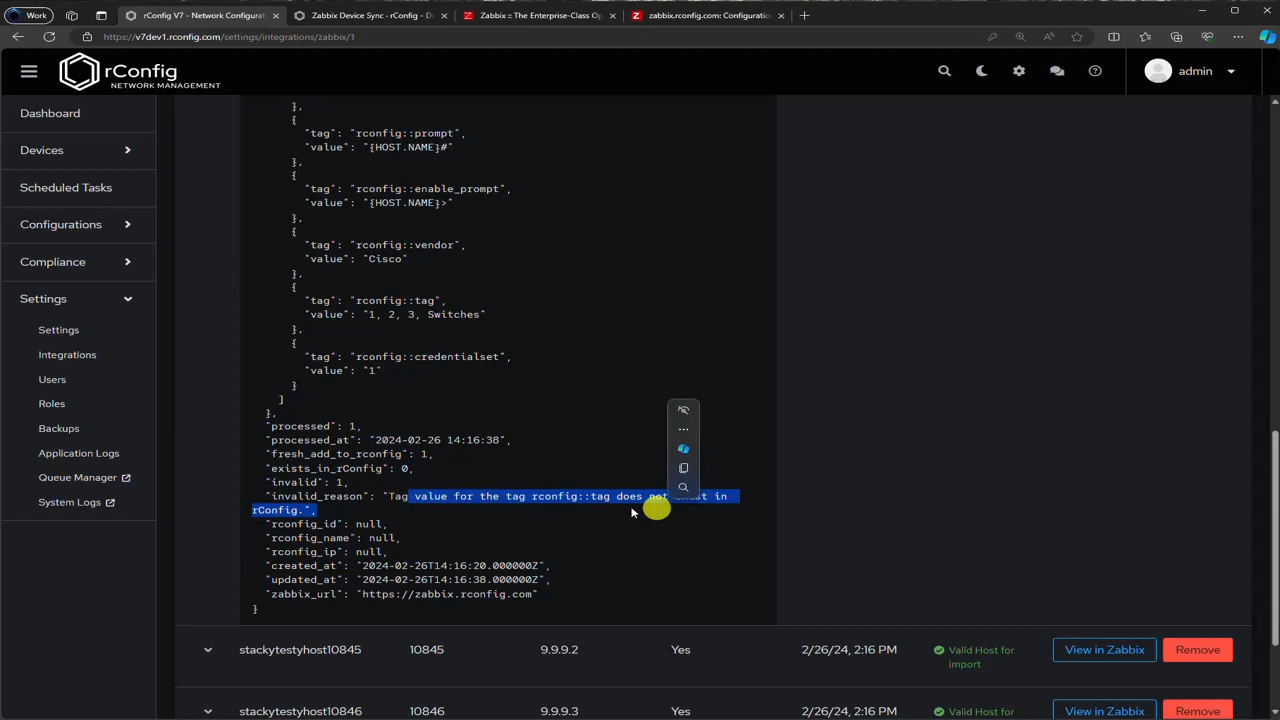 Work
rConfig V7 - Network Configurat
Zabbix Device Sync - rConfig - D
Zabbix :: The Enterprise-Class Op
zabbix.rconfig.com: Configuration
https://v7dev1.rconfig.com/settings/integrations/zabbix/1
rConfig
NETWORK MANAGEMENT
admin
Dashboard
Devices
Scheduled Tasks
Configurations
Compliance
Settings
Settings
Integrations
Users
Roles
Backups
Application Logs
Queue Manager
System Logs
},
{
"tag": "rconfig::prompt",
"value": "{HOST.NAME}#"
},
{
"tag": "rconfig::enable_prompt",
"value": "{HOST.NAME}>"
},
{
"tag": "rconfig::vendor",
"value": "Cisco"
},
{
"tag": "rconfig::tag",
"value": "1, 2, 3, Switches"
},
{
"tag": "rconfig::credentialset",
"value": "1"
}
]
},
"processed": 1,
"processed_at": "2024-02-26 14:16:38",
"fresh_add_to_rconfig": 1,
"exists_in_rConfig": 0,
"invalid": 1,
"invalid_reason": "Tag value for the tag rconfig::tag does not exist in
rConfig.",
"rconfig_id": null,
"rconfig_name": null,
"rconfig_ip": null,
"created_at": "2024-02-26T14:16:20.000000Z",
"updated_at": "2024-02-26T14:16:38.000000Z",
"zabbix_url": "https://zabbix.rconfig.com"
}
stackytestyhost10845 10845 9.9.9.2 Yes 2/26/24, 2:16 PM Valid Host for import View in Zabbix Remove
stackytestyhost10846 10846 9.9.9.3 Yes 2/26/24, 2:16 PM Valid Host for View in Zabbix Remove